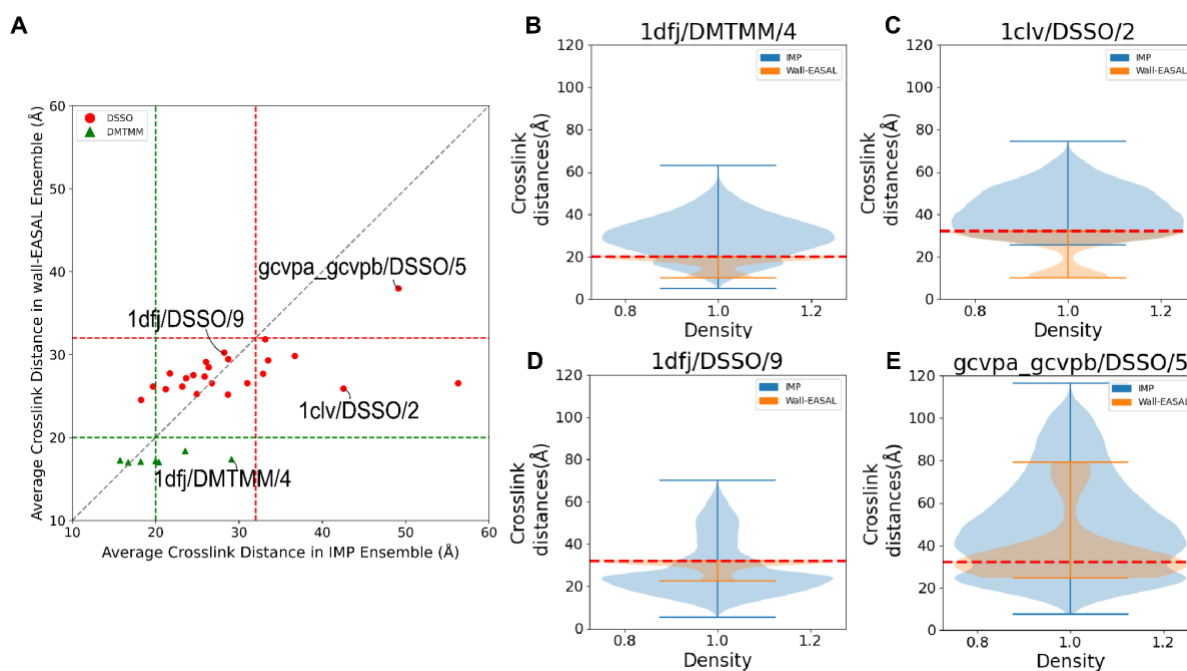 A
Average Crosslink Distance in wall-EASAL Ensemble (Å)
60
50
40
30
20
10
DSSO
DMTMM
gcvpa_gcvpb/DSSO/5
1dfj/DSSO/9
1clv/DSSO/2
1dfj/DMTMM/4
10 20 30 40 50 60
Average Crosslink Distance in IMP Ensemble (Å)
B
1dfj/DMTMM/4
Crosslink
distances(Å)
120
100
80
60
40
20
0
IMP
Wall-EASAL
0.8 1.0 1.2
Density
C
1clv/DSSO/2
Crosslink
distances(Å)
120
100
80
60
40
20
0
IMP
Wall-EASAL
0.8 1.0 1.2
Density
D
1dfj/DSSO/9
Crosslink
distances(Å)
120
100
80
60
40
20
0
IMP
Wall-EASAL
0.8 1.0 1.2
Density
E
gcvpa_gcvpb/DSSO/5
Crosslink
distances(Å)
120
100
80
60
40
20
0
IMP
Wall-EASAL
0.8 1.0 1.2
Density